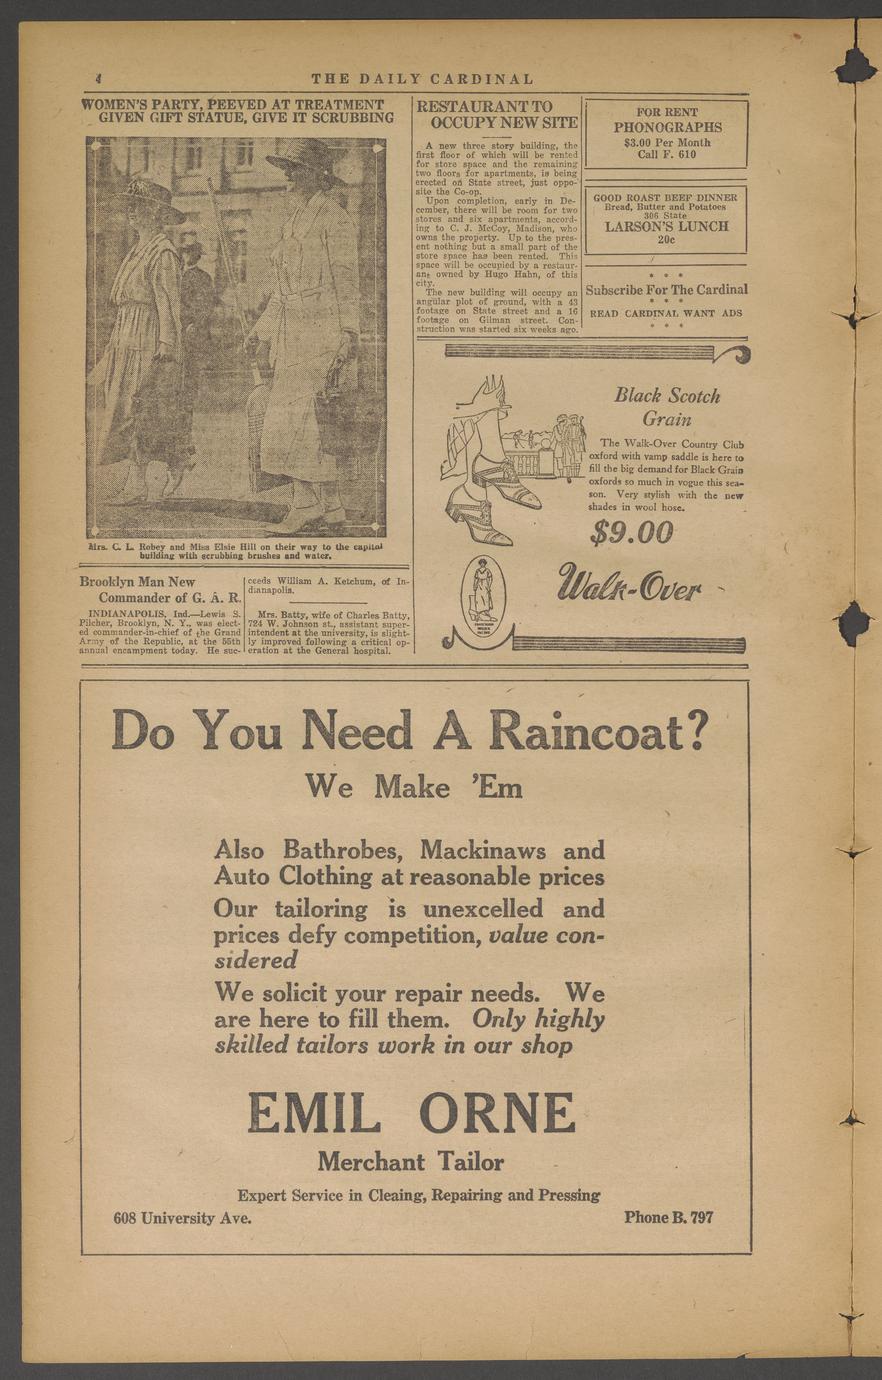 4
THE DAILY CARDINAL
WOMEN'S PARTY, PEEVED AT TREATMENT
GIVEN GIFT STATUE, GIVE IT SCRUBBING
Mrs. C. L. Robey and Miss Elsie Hill on their way to the capital
building with scrubbing brushes and water.
Brooklyn Man New
Commander of G. A. R.
INDIANAPOLIS, Ind.—Lewis S.
Pilcher, Brooklyn, N. Y., was elect-
ed commander-in-chief of the Grand
Army of the Republic, at the 55th
annual encampment today. He suc-
ceeds William A. Ketchum, of In-
dianapolis.
Mrs. Batty, wife of Charles Batty,
724 W. Johnson st., assistant super-
intendent at the university, is slight-
ly improved following a critical op-
eration at the General hospital.
RESTAURANT TO
OCCUPY NEW SITE
A new three story building, the
first floor of which will be rented
for store space and the remaining
two floors for apartments, is being
erected on State street, just oppo-
site the Co-op.
Upon completion, early in De-
cember, there will be room for two
stores and six apartments, accord-
ing to C. J. McCoy, Madison, who
owns the property. Up to the pres-
ent nothing but a small part of the
store space has been rented. This
space will be occupied by a restaur-
ant owned by Hugo Hahn, of this
city.
The new building will occupy an
angular plot of ground, with a 43
footage on State street and a 16
footage on Gilman street. Con-
struction was started six weeks ago.
FOR RENT
PHONOGRAPHS
$3.00 Per Month
Call F. 610
GOOD ROAST BEEF DINNER
Bread, Butter and Potatoes
306 State
LARSON'S LUNCH
20c
* * *
Subscribe For The Cardinal
* * *
READ CARDINAL WANT ADS
* * *
Black Scotch
Grain
The Walk-Over Country Club
oxford with vamp saddle is here to
fill the big demand for Black Grain
oxfords so much in vogue this sea-
son. Very stylish with the new
shades in wool hose.
$9.00
Walk-Over
Do You Need A Raincoat?
We Make 'Em
Also Bathrobes, Mackinaws and
Auto Clothing at reasonable prices
Our tailoring is unexcelled and
prices defy competition, value con-
sidered
We solicit your repair needs. We
are here to fill them. Only highly
skilled tailors work in our shop
EMIL ORNE
Merchant Tailor
Expert Service in Cleaing, Repairing and Pressing
608 University Ave.
Phone B. 797